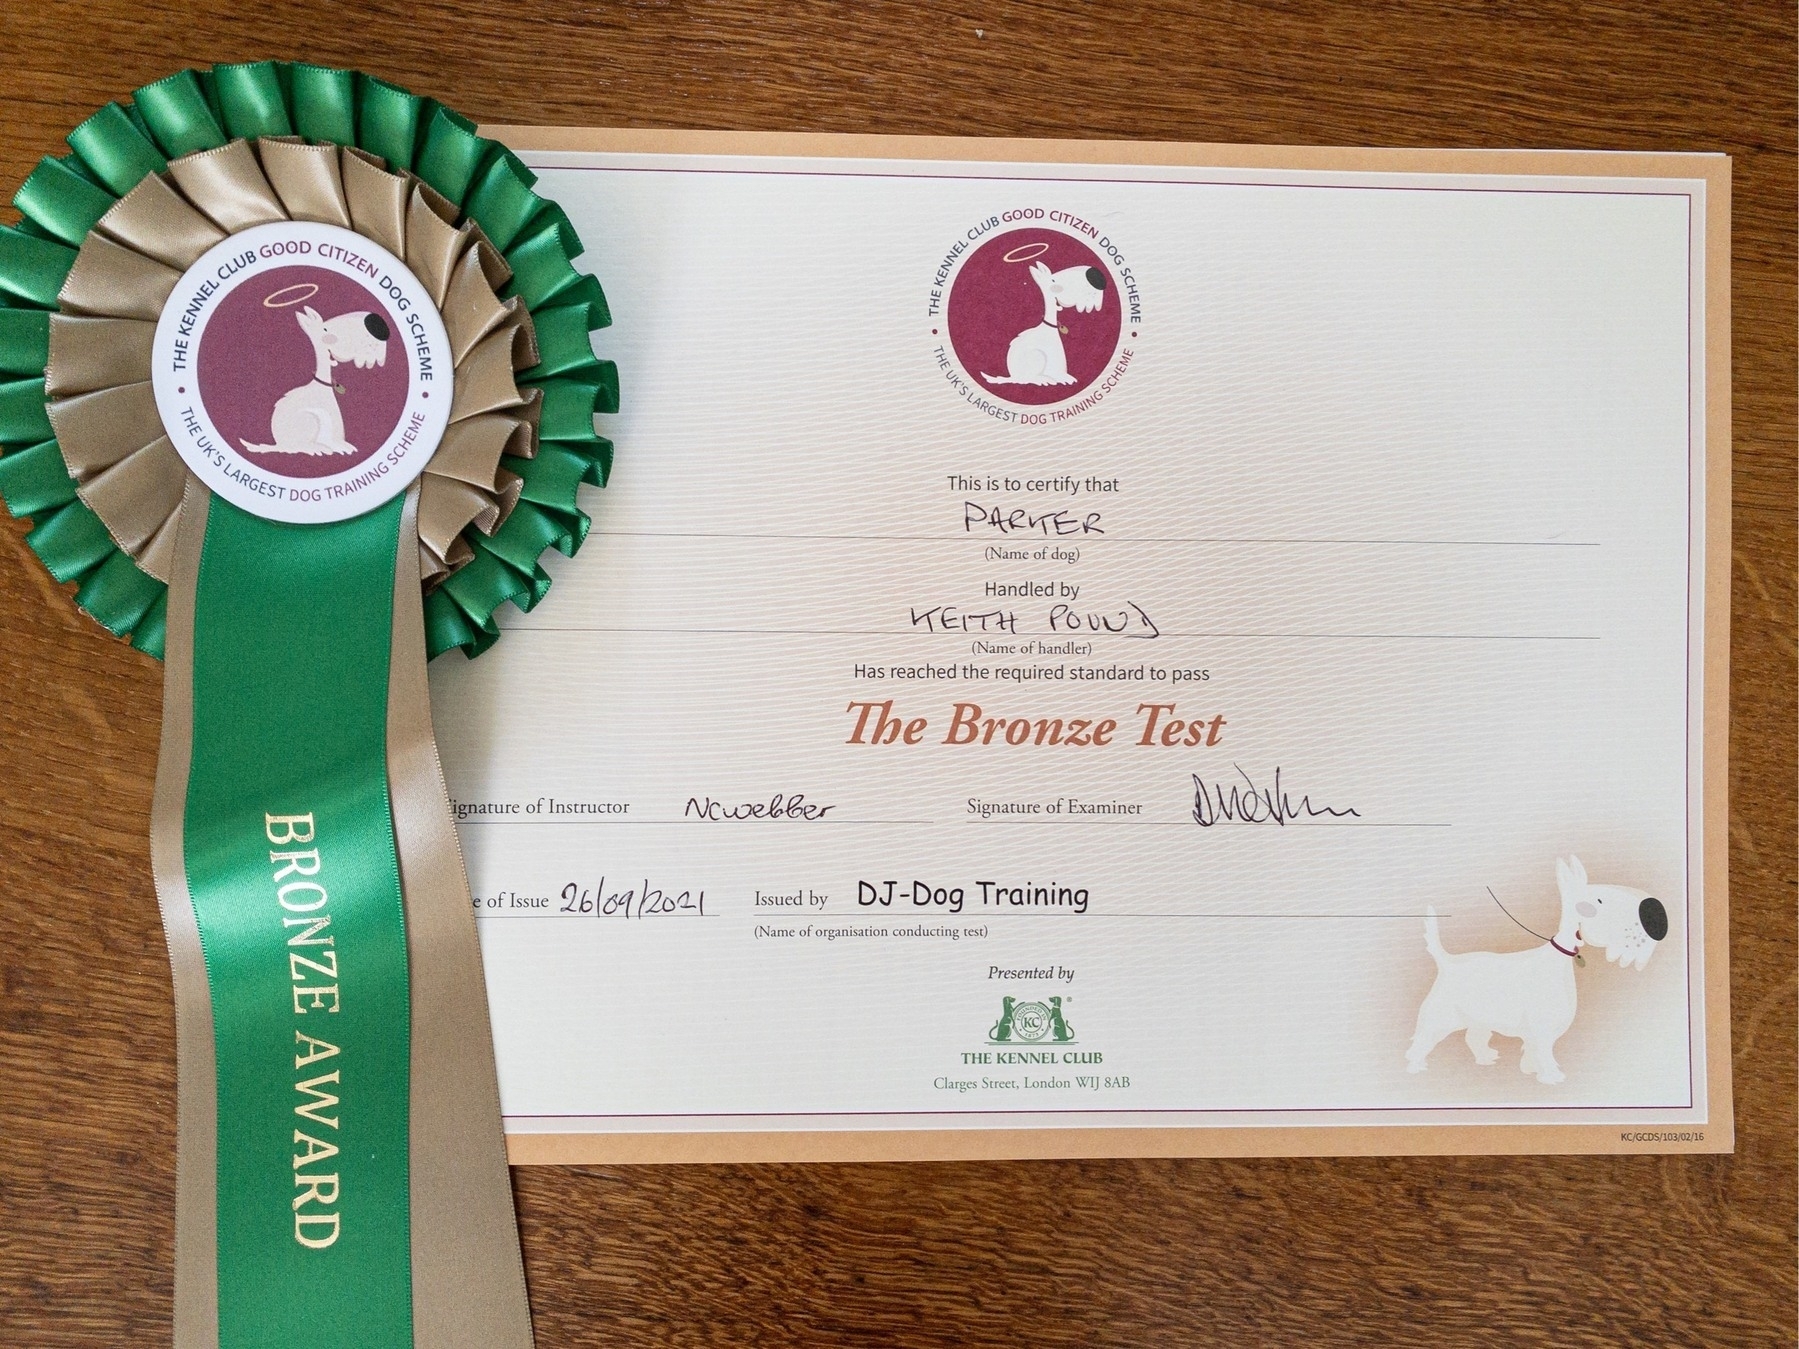 THE KENNEL CLUB GOOD CITIZEN DOG SCHEME
• THE UK'S LARGEST DOG TRAINING SCHEME •
BRONZE AWARD
THE KENNEL CLUB GOOD CITIZEN DOG SCHEME
• THE UK'S LARGEST DOG TRAINING SCHEME •
This is to certify that
PARKER
(Name of dog)
Handled by
KEITH POUND
(Name of handler)
Has reached the required standard to pass
The Bronze Test
ignature of Instructor NCwebber Signature of Examiner
e of Issue 26/09/2021 Issued by DJ-Dog Training
(Name of organisation conducting test)
Presented by
KC
THE KENNEL CLUB
Clarges Street, London W1J 8AB
KC/GCDS/103/02/16